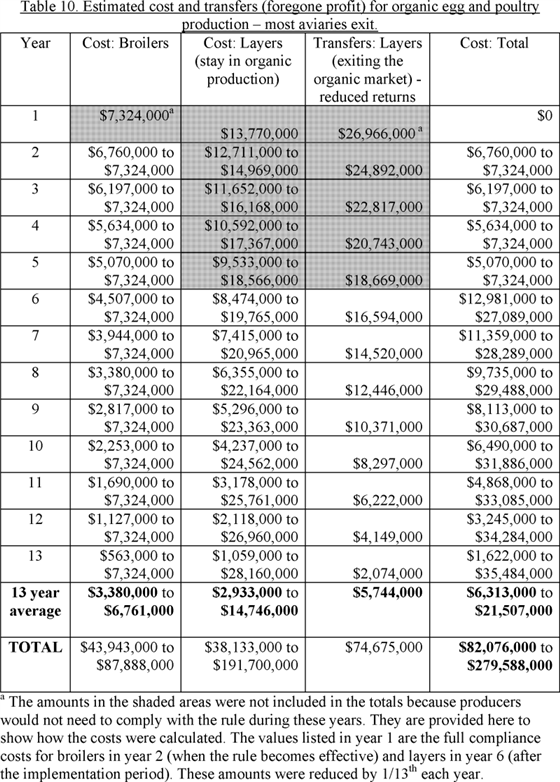 Table 10. Estimated cost and transfers (foregone profit) for organic egg and poultry
production – most aviaries exit.
Year Cost: Broilers Cost: Layers Transfers: Layers Cost: Total
(stay in organic (exiting the
production) organic market) -
reduced returns
1 $7,324,000a $0
$13,770,000 $26,966,000 a
2 $6,760,000 to $12,711,000 to $6,760,000 to
$7,324,000 $14,969,000 $24,892,000 $7,324,000
3 $6,197,000 to $11,652,000 to $6,197,000 to
$7,324,000 $16,168,000 $22,817,000 $7,324,000
4 $5,634,000 to $10,592,000 to $5,634,000 to
$7,324,000 $17,367,000 $20,743,000 $7,324,000
5 $5,070,000 to $9,533,000 to $5,070,000 to
$7,324,000 $18,566,000 $18,669,000 $7,324,000
6 $4,507,000 to $8,474,000 to $12,981,000 to
$7,324,000 $19,765,000 $16,594,000 $27,089,000
7 $3,944,000 to $7,415,000 to $11,359,000 to
$7,324,000 $20,965,000 $14,520,000 $28,289,000
8 $3,380,000 to $6,355,000 to $9,735,000 to
$7,324,000 $22,164,000 $12,446,000 $29,488,000
9 $2,817,000 to $5,296,000 to $8,113,000 to
$7,324,000 $23,363,000 $10,371,000 $30,687,000
10 $2,253,000 to $4,237,000 to $6,490,000 to
$7,324,000 $24,562,000 $8,297,000 $31,886,000
11 $1,690,000 to $3,178,000 to $4,868,000 to
$7,324,000 $25,761,000 $6,222,000 $33,085,000
12 $1,127,000 to $2,118,000 to $3,245,000 to
$7,324,000 $26,960,000 $4,149,000 $34,284,000
13 $563,000 to $1,059,000 to $1,622,000 to
$7,324,000 $28,160,000 $2,074,000 $35,484,000
13 year $3,380,000 to $2,933,000 to $5,744,000 $6,313,000 to
average $6,761,000 $14,746,000 $21,507,000
TOTAL $43,943,000 to $38,133,000 to $74,675,000 $82,076,000 to
$87,888,000 $191,700,000 $279,588,000
a The amounts in the shaded areas were not included in the totals because producers
would not need to comply with the rule during these years. They are provided here to
show how the costs were calculated. The values listed in year 1 are the full compliance
costs for broilers in year 2 (when the rule becomes effective) and layers in year 6 (after
the implementation period). These amounts were reduced by 1/13th each year.